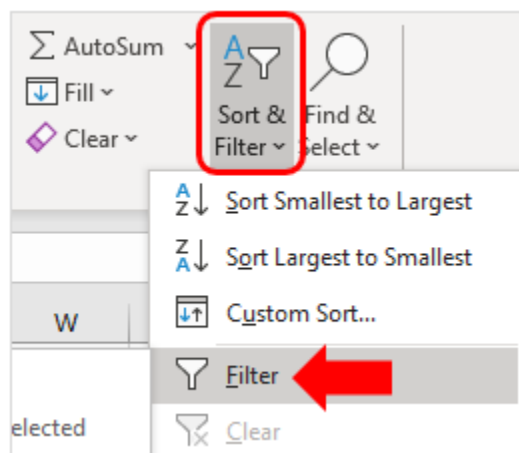 AutoSum
Fill
Clear
Sort &
Filter
Find &
Select
Sort Smallest to Largest
Sort Largest to Smallest
Custom Sort...
W
Filter
elected
Clear